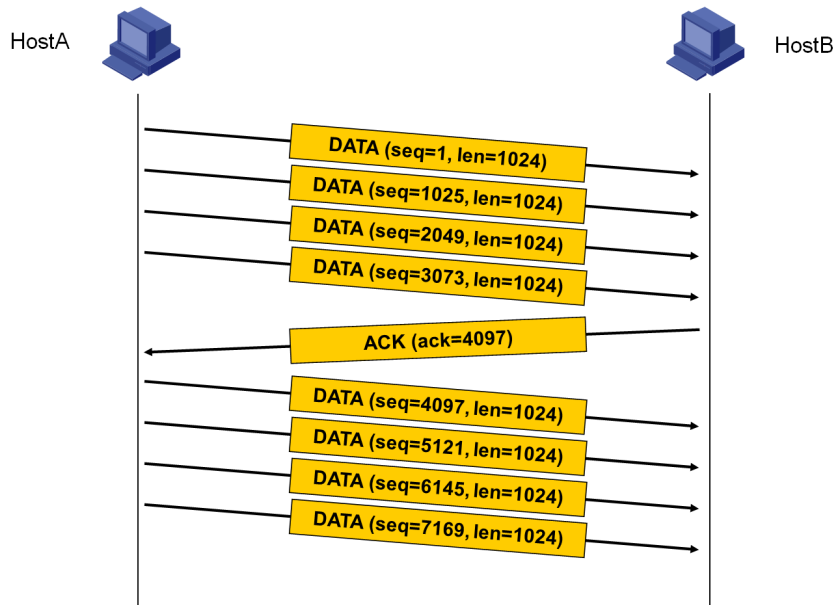 HostA
HostB
DATA (seq=1, len=1024)
DATA (seq=1025, len=1024)
DATA (seq=2049, len=1024)
DATA (seq=3073, len=1024)
ACK (ack=4097)
DATA (seq=4097, len=1024)
DATA (seq=5121, len=1024)
DATA (seq=6145, len=1024)
DATA (seq=7169, len=1024)